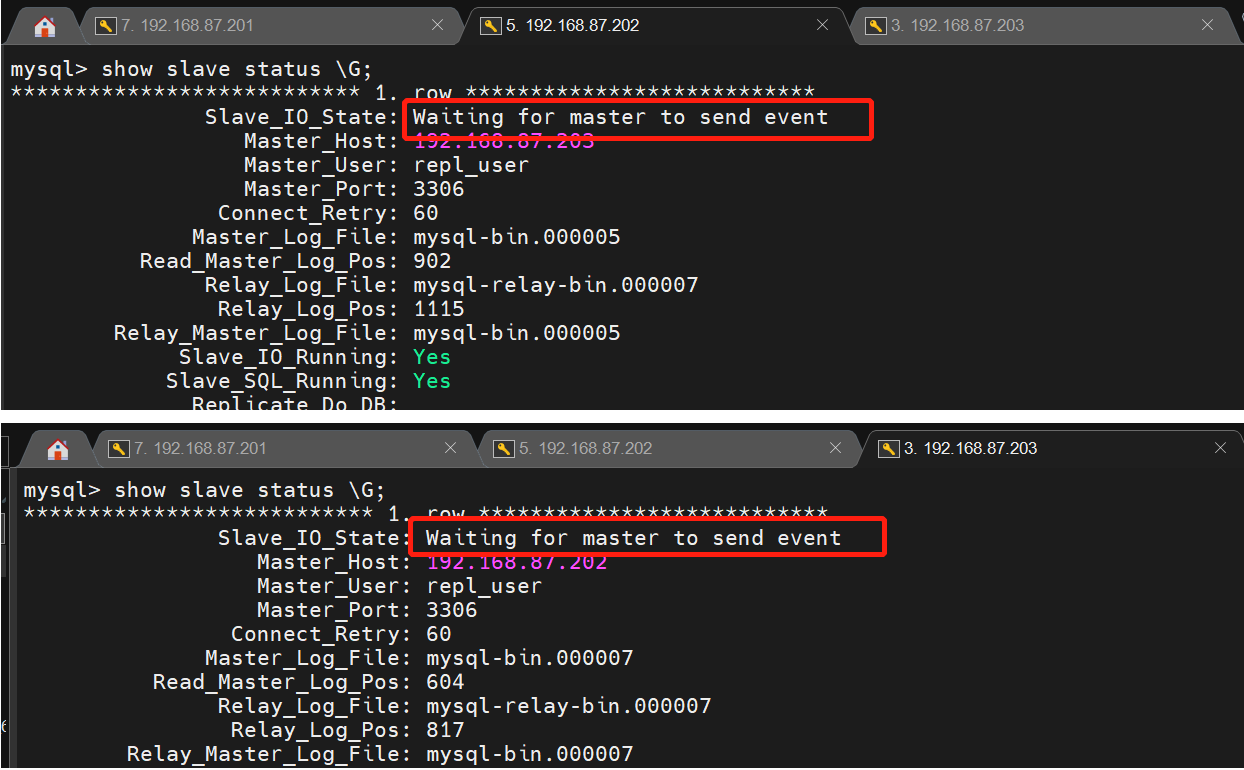 7. 192.168.87.201 5. 192.168.87.202 3. 192.168.87.203
mysql> show slave status \G;
*************************** 1. row ***************************
Slave_IO_State: Waiting for master to send event
Master_Host: 192.168.87.203
Master_User: repl_user
Master_Port: 3306
Connect_Retry: 60
Master_Log_File: mysql-bin.000005
Read_Master_Log_Pos: 902
Relay_Log_File: mysql-relay-bin.000007
Relay_Log_Pos: 1115
Relay_Master_Log_File: mysql-bin.000005
Slave_IO_Running: Yes
Slave_SQL_Running: Yes
Replicate_Do_DB:
7. 192.168.87.201 5. 192.168.87.202 3. 192.168.87.203
mysql> show slave status \G;
*************************** 1. row ***************************
Slave_IO_State: Waiting for master to send event
Master_Host: 192.168.87.202
Master_User: repl_user
Master_Port: 3306
Connect_Retry: 60
Master_Log_File: mysql-bin.000007
Read_Master_Log_Pos: 604
Relay_Log_File: mysql-relay-bin.000007
Relay_Log_Pos: 817
Relay_Master_Log_File: mysql-bin.000007